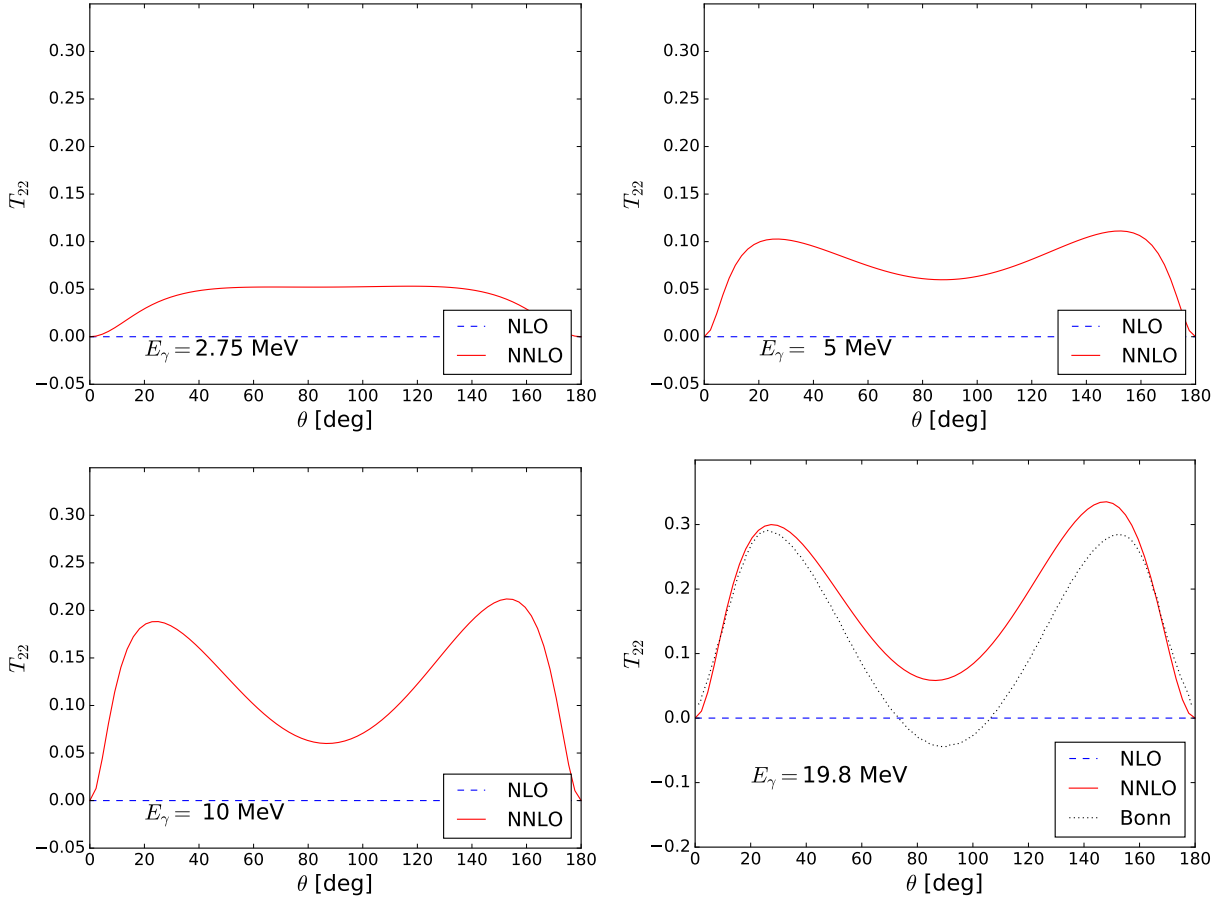 0.35
0.30
0.25
0.20
0.15
0.10
0.05
0.00
−0.05
T22
0 20 40 60 80 100 120 140 160 180
θ [deg]
Eγ = 2.75 MeV
NLO
NNLO
0.30
0.25
0.20
0.15
0.10
0.05
0.00
−0.05
T22
0 20 40 60 80 100 120 140 160 180
θ [deg]
Eγ = 5 MeV
NLO
NNLO
0.30
0.25
0.20
0.15
0.10
0.05
0.00
−0.05
T22
0 20 40 60 80 100 120 140 160 180
θ [deg]
Eγ = 10 MeV
NLO
NNLO
0.3
0.2
0.1
0.0
−0.1
−0.2
T22
0 20 40 60 80 100 120 140 160 180
θ [deg]
Eγ = 19.8 MeV
NLO
NNLO
Bonn